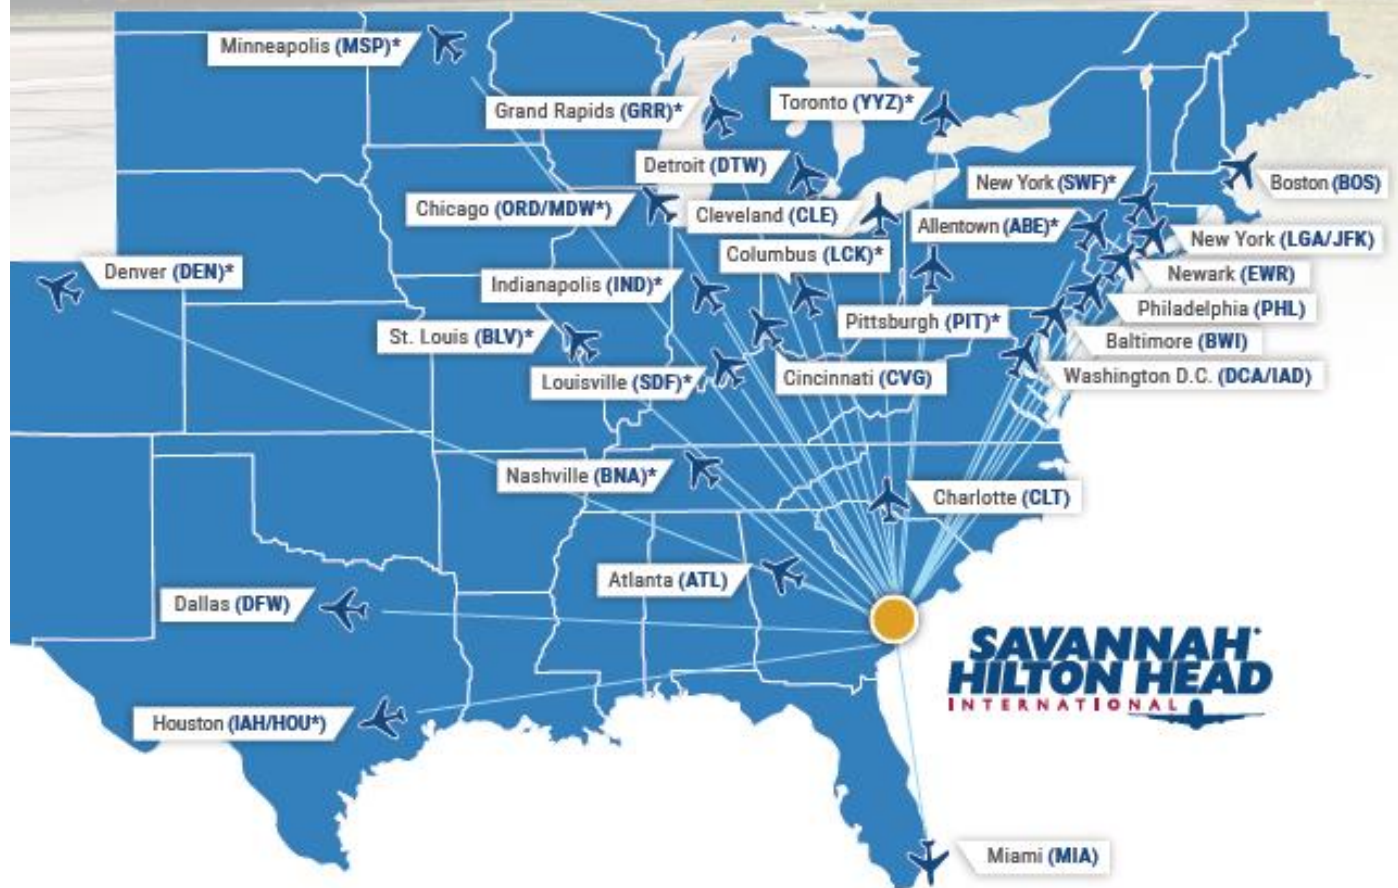 Minneapolis (MSP)*
Grand Rapids (GRR)*
Toronto (YYZ)*
Detroit (DTW)
New York (SWF)*
Boston (BOS)
Chicago (ORD/MDW*)
Cleveland (CLE)
Allentown (ABE)*
New York (LGA/JFK)
Columbus (LCK)*
Denver (DEN)*
Indianapolis (IND)*
Newark (EWR)
Philadelphia (PHL)
Pittsburgh (PIT)*
St. Louis (BLV)*
Baltimore (BWI)
Louisville (SDF)*
Cincinnati (CVG)
Washington D.C. (DCA/IAD)
Nashville (BNA)*
Charlotte (CLT)
Atlanta (ATL)
Dallas (DFW)
SAVANNAH
HILTON HEAD
INTERNATIONAL
Houston (IAH/HOU*)
Miami (MIA)